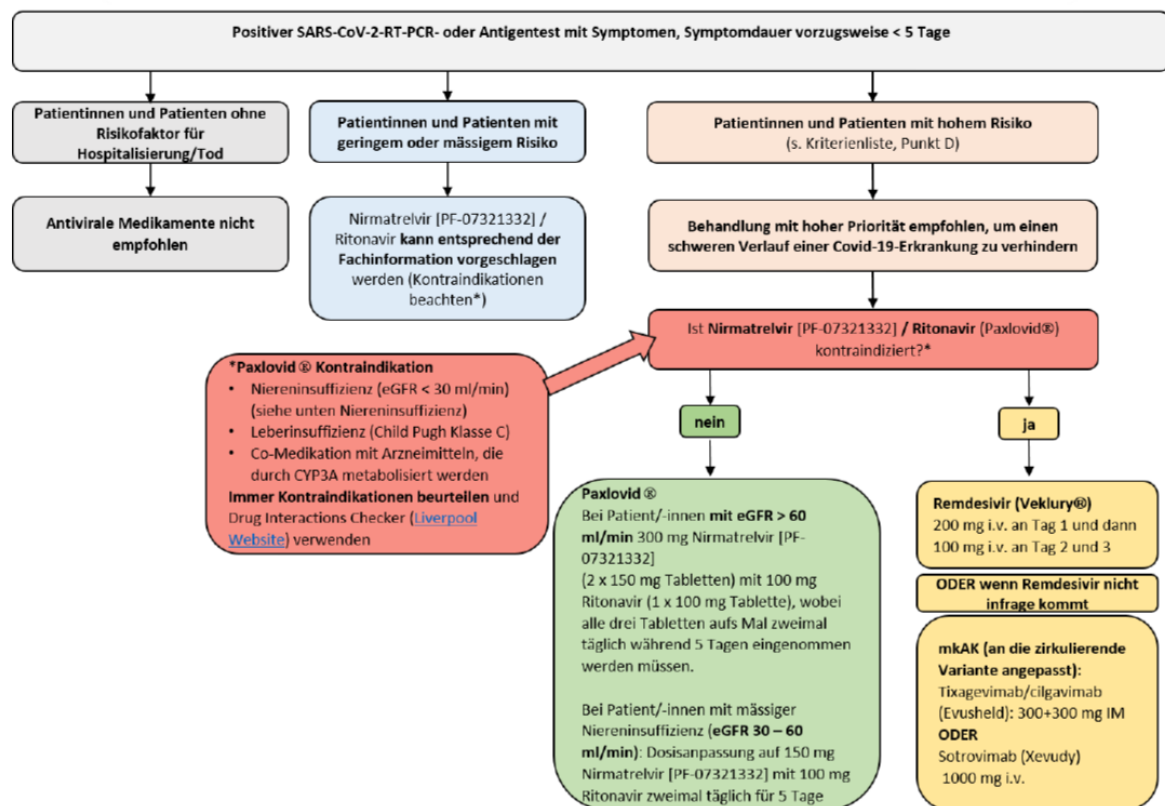 Positiver SARS-CoV-2-RT-PCR- oder Antigentest mit Symptomen, Symptomdauer vorzugsweise < 5 Tage
Patientinnen und Patienten ohne
Risikofaktor für
Hospitalisierung/Tod
Antivirale Medikamente nicht
empfohlen
Patientinnen und Patienten mit
geringem oder mässigem Risiko
Nirmatrelvir [PF-07321332] /
Ritonavir kann entsprechend der
Fachinformation vorgeschlagen
werden (Kontraindikationen
beachten*)
Patientinnen und Patienten mit hohem Risiko
(s. Kriterienliste, Punkt D)
Behandlung mit hoher Priorität empfohlen, um einen
schweren Verlauf einer Covid-19-Erkrankung zu verhindern
Ist Nirmatrelvir [PF-07321332] / Ritonavir (Paxlovid®)
kontraindiziert?*
*Paxlovid ® Kontraindikation
• Niereninsuffizienz (eGFR < 30 ml/min)
(siehe unten Niereninsuffizienz)
• Leberinsuffizienz (Child Pugh Klasse C)
• Co-Medikation mit Arzneimitteln, die
durch CYP3A metabolisiert werden
Immer Kontraindikationen beurteilen und
Drug Interactions Checker (Liverpool
Website) verwenden
nein
Paxlovid ®
Bei Patient/-innen mit eGFR > 60
ml/min 300 mg Nirmatrelvir [PF-
07321332]
(2 x 150 mg Tabletten) mit 100 mg
Ritonavir (1 x 100 mg Tablette), wobei
alle drei Tabletten aufs Mal zweimal
täglich während 5 Tagen eingenommen
werden müssen.
Bei Patient/-innen mit mässiger
Niereninsuffizienz (eGFR 30 – 60
ml/min): Dosisanpassung auf 150 mg
Nirmatrelvir [PF-07321332] mit 100 mg
Ritonavir zweimal täglich für 5 Tage
ja
Remdesivir (Veklury®)
200 mg i.v. an Tag 1 und dann
100 mg i.v. an Tag 2 und 3
ODER wenn Remdesivir nicht
infrage kommt
mkAK (an die zirkulierende
Variante angepasst):
Tixagevimab/cilgavimab
(Evusheld): 300+300 mg IM
ODER
Sotrovimab (Xevudy)
1000 mg i.v.